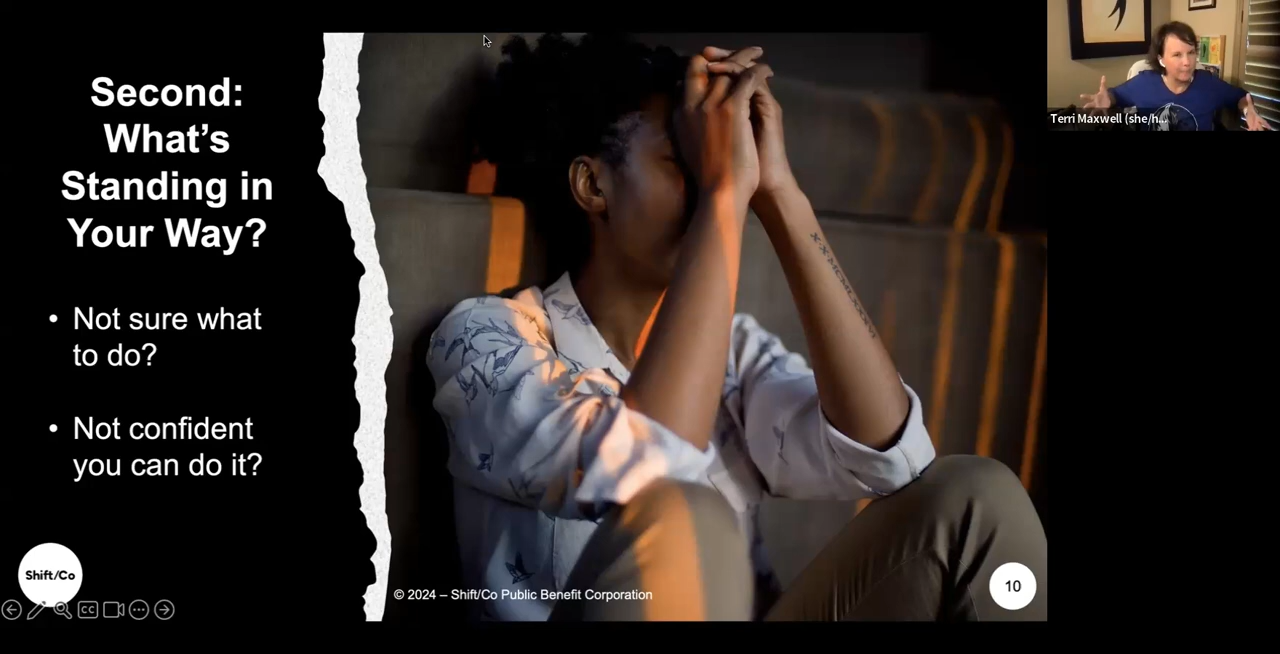 Second:
What’s
Standing in
Your Way?
• Not sure what
to do?
• Not confident
you can do it?
Shift/Co
CC
© 2024 – Shift/Co Public Benefit Corporation
10
Terri Maxwell (she/h...